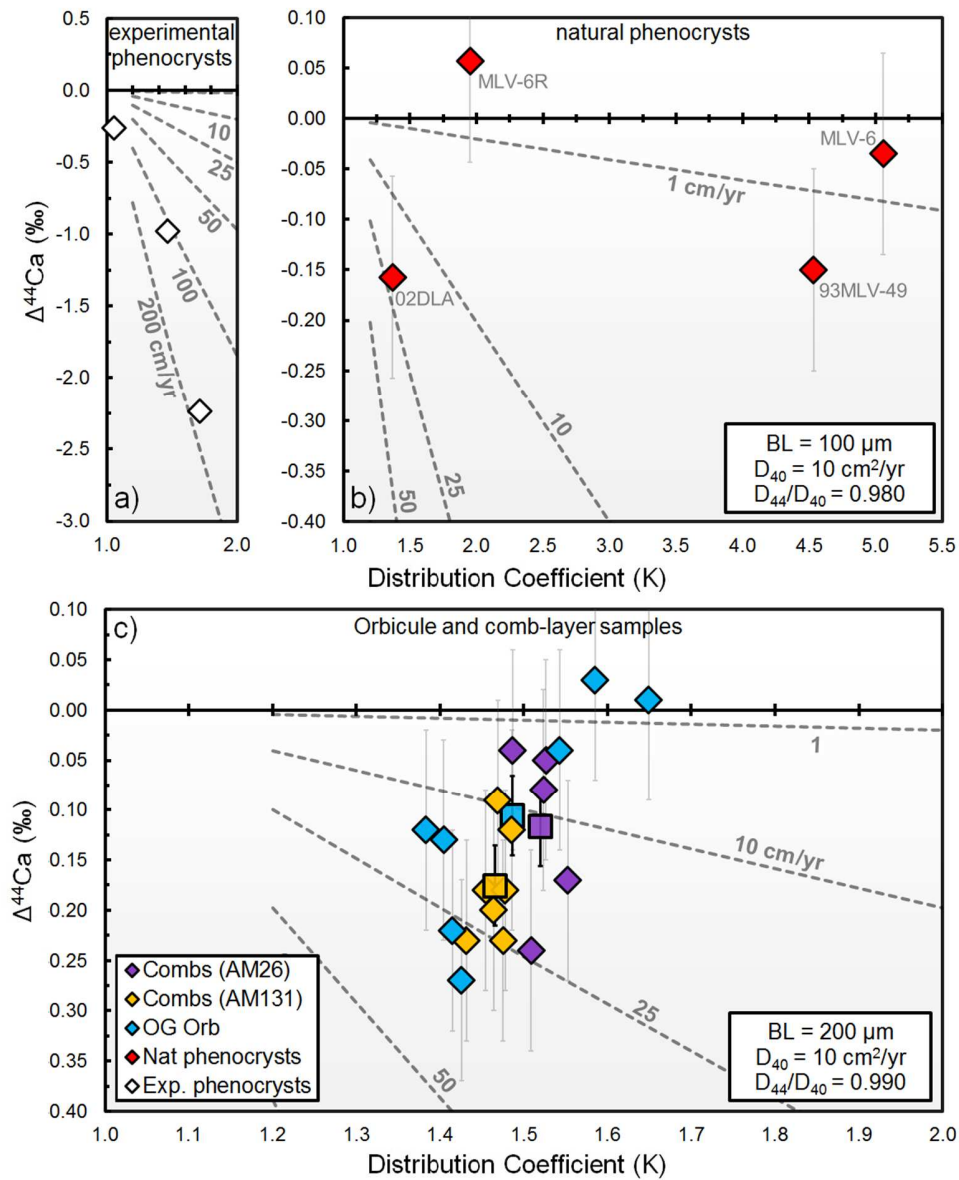 experimental
phenocrysts
0.5
0.0
-0.5
-1.0
-1.5
-2.0
-2.5
-3.0
10
25
50
100
200 cm/yr
a)
1.0
2.0
Δ⁴⁴Ca (‰)
natural phenocrysts
0.05
0.00
-0.05
-0.10
-0.15
-0.20
-0.25
-0.30
-0.35
-0.40
MLV-6R
MLV-6
1 cm/yr
02DLA
93MLV-49
10
25
50
b)
BL = 100 µm
D₄₀ = 10 cm²/yr
D₄₄/D₄₀ = 0.980
1.0
1.5
2.0
2.5
3.0
3.5
4.0
4.5
5.0
5.5
Distribution Coefficient (K)
c)
Orbicule and comb-layer samples
0.10
0.05
0.00
0.05
0.10
0.15
0.20
0.25
0.30
0.35
0.40
Δ⁴⁴Ca (‰)
1
10 cm/yr
25
50
Combs (AM26)
Combs (AM131)
OG Orb
Nat phenocrysts
Exp. phenocrysts
BL = 200 µm
D₄₀ = 10 cm²/yr
D₄₄/D₄₀ = 0.990
1.0
1.1
1.2
1.3
1.4
1.5
1.6
1.7
1.8
1.9
2.0
Distribution Coefficient (K)